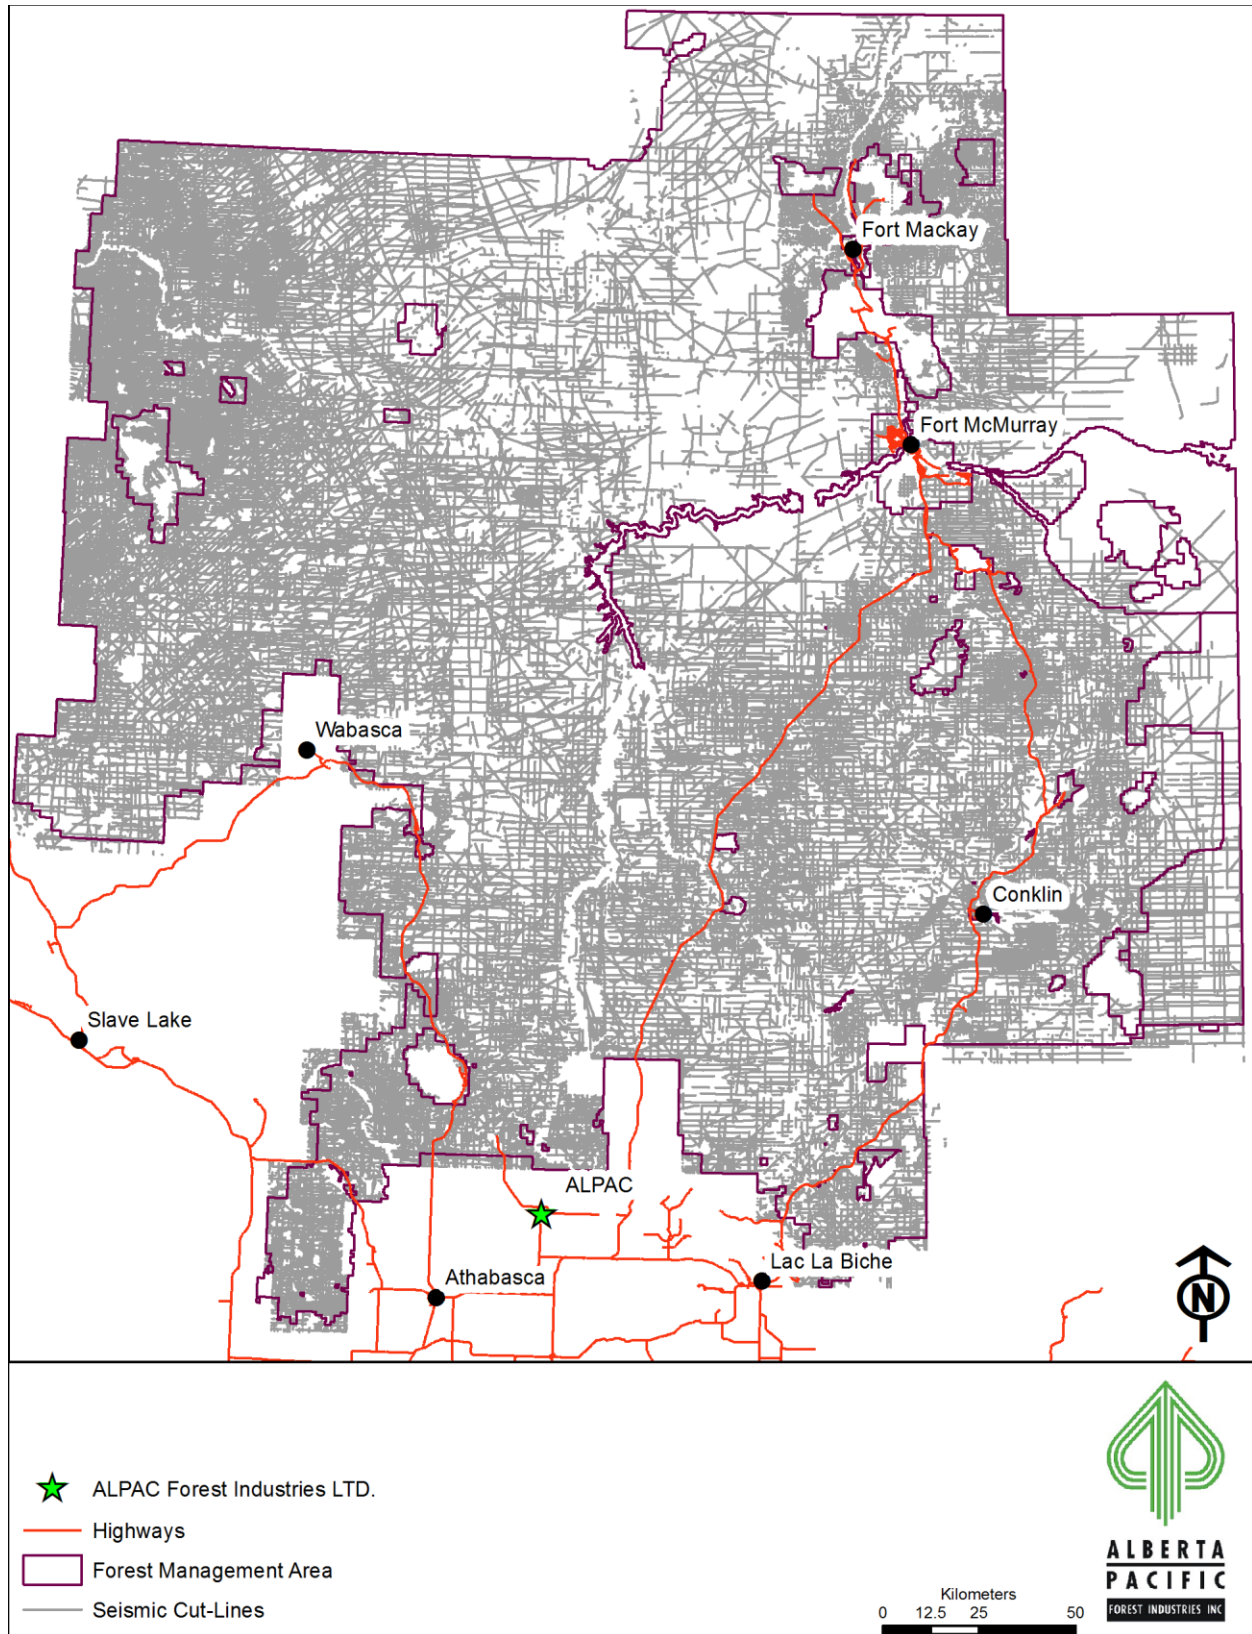 Fort Mackay
Fort McMurray
Wabasca
Conklin
Slave Lake
ALPAC
Lac La Biche
Athabasca
N
ALPAC Forest Industries LTD.
Highways
Forest Management Area
Seismic Cut-Lines
Kilometers
0 12.5 25 50
ALBERTA
PACIFIC
FOREST INDUSTRIES INC